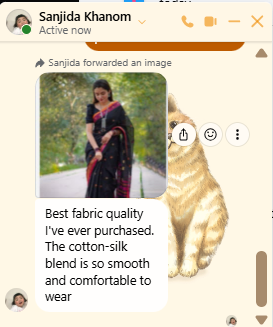 Sanjida Khanom
Active now
Sanjida forwarded an image
Best fabric quality
I've ever purchased.
The cotton-silk
blend is so smooth
and comfortable to
wear